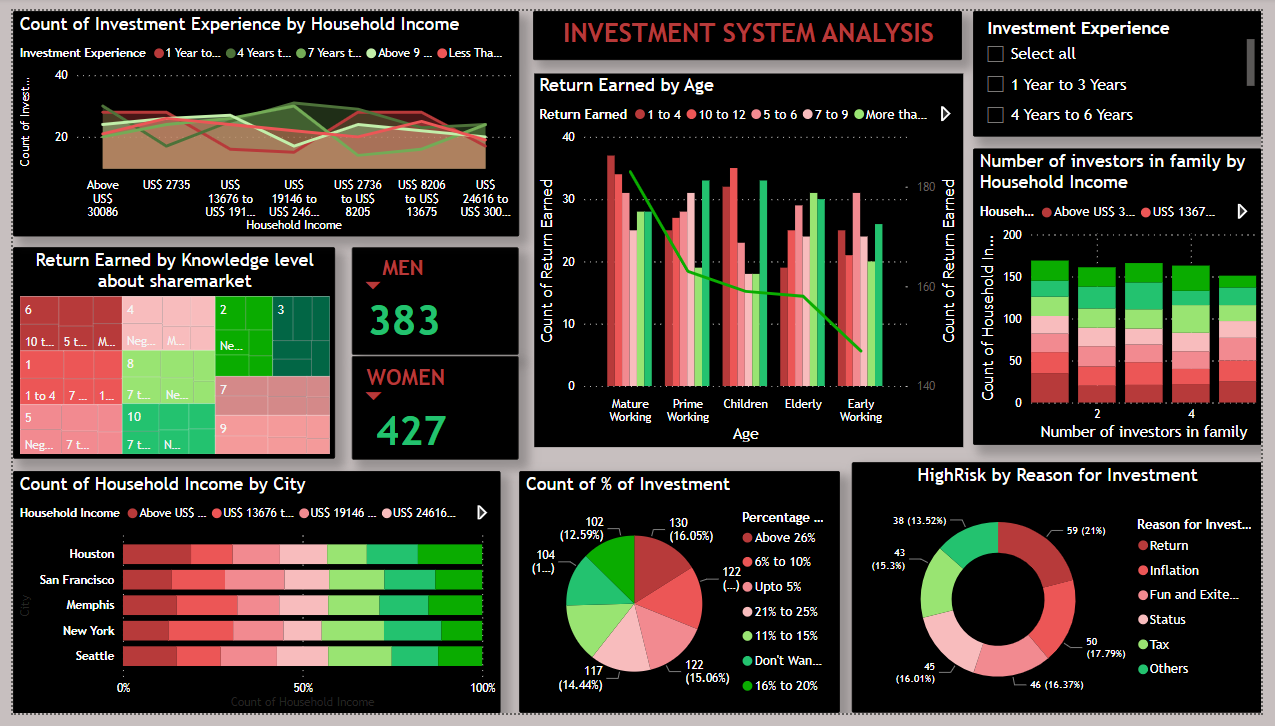 Count of Investment Experience by Household Income
Investment Experience 1 Year to... 4 Years t... 7 Years t... Above 9 ... Less Tha...
Count of Invest...
40
20
Above
US$
30086
US$ 2735
US$
13676 to
US$ 191...
US$
19146 to
US$ 246...
US$ 2736
to US$
8205
US$ 8206
to US$
13675
US$
24616 to
US$ 300...
Household Income
INVESTMENT SYSTEM ANALYSIS
Investment Experience
Select all
1 Year to 3 Years
4 Years to 6 Years
Return Earned by Age
Return Earned 1 to 4 10 to 12 5 to 6 7 to 9 More tha...
Count of Return Earned
40
30
20
10
0
180
160
140
Count of Return Earned
Mature
Working
Prime
Working
Children
Elderly
Early
Working
Age
Number of investors in family by
Household Income
Househ... Above US$ 3... US$ 1367...
Count of Household In...
200
150
100
50
0
2
4
Number of investors in family
Return Earned by Knowledge level
about sharemarket
6
10 t...
5 t...
M...
4
Neg...
M...
2
Ne...
3
1
1 to 4
7 ...
1...
8
7 t...
Ne...
7
5
Neg...
7 t...
10
7 t...
N...
9
MEN
383
WOMEN
427
Count of Household Income by City
Household Income Above US$ ... US$ 13676 t... US$ 19146 ... US$ 24616...
City
Houston
San Francisco
Memphis
New York
Seattle
0%
50%
100%
Count of Household Income
Count of % of Investment
130
(16.05%)
122
(...)
122
(15.06%)
117
(14.44%)
104
(1...)
102
(12.59%)
Percentage ...
Above 26%
6% to 10%
Upto 5%
21% to 25%
11% to 15%
Don't Wan...
16% to 20%
HighRisk by Reason for Investment
59 (21%)
50
(17.79%)
46 (16.37%)
45
(16.01%)
43
(15.3%)
38 (13.52%)
Reason for Invest...
Return
Inflation
Fun and Exite...
Status
Tax
Others